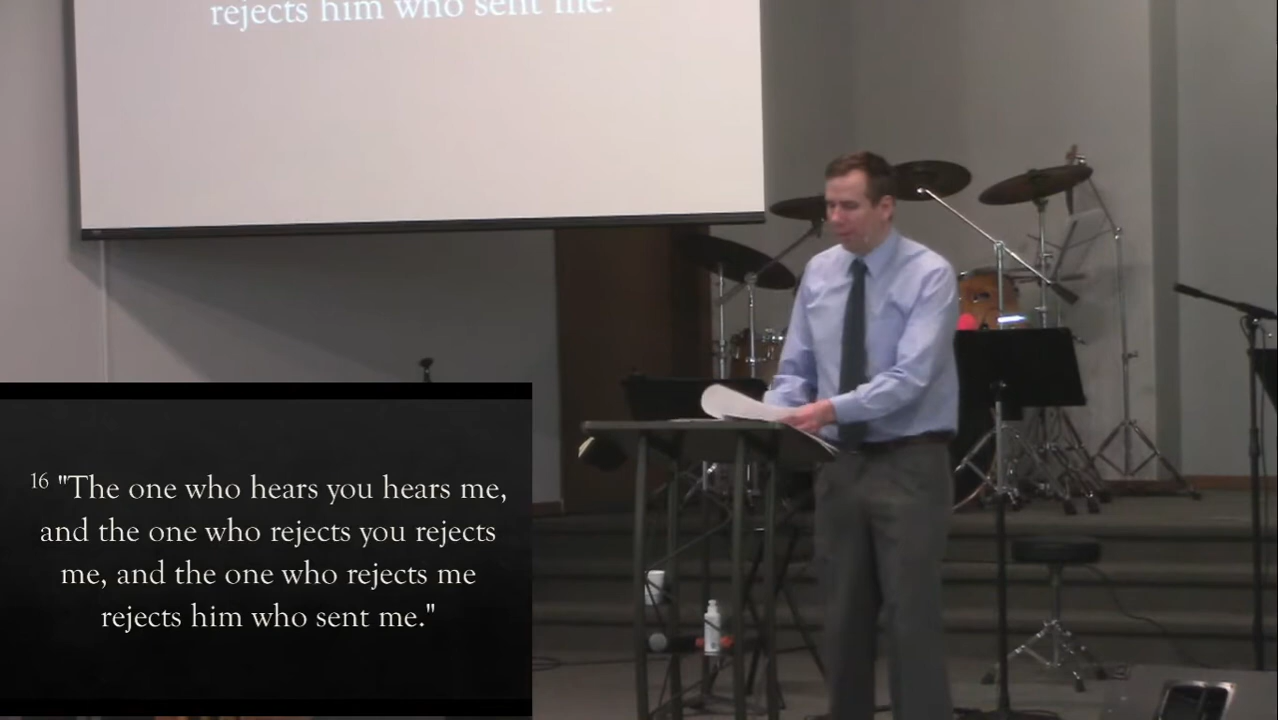 rejects him who sent me.
16 "The one who hears you hears me,
and the one who rejects you rejects
me, and the one who rejects me
rejects him who sent me."